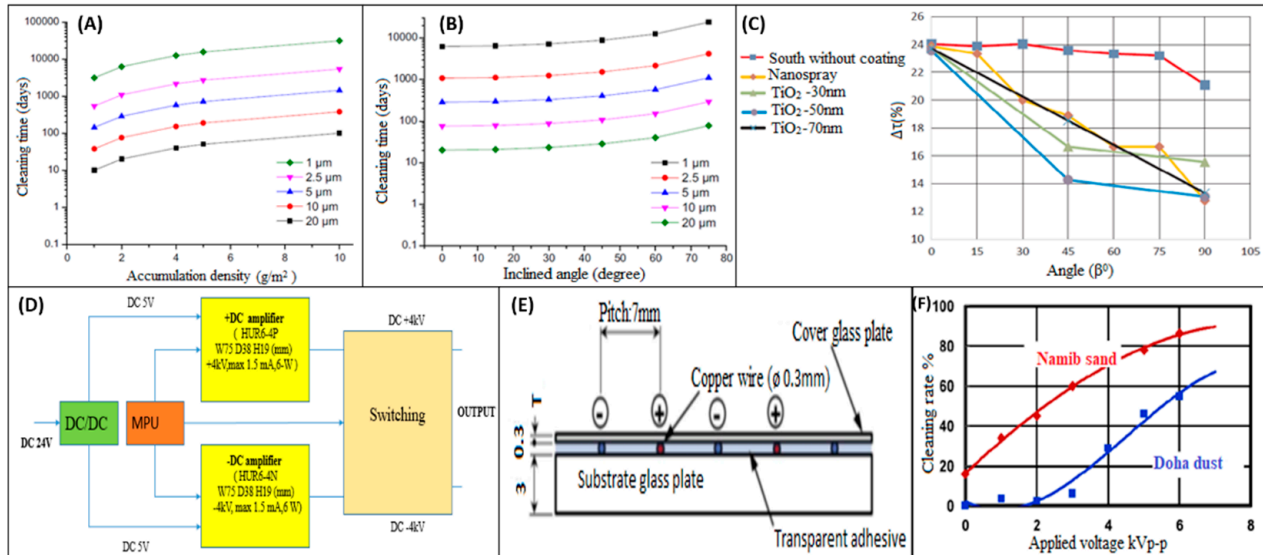 (A)
Cleaning time (days)
100000
10000
1000
100
10
1
0.1
1 μm
2.5 μm
5 μm
10 μm
20 μm
0 2 4 6 8 10
Accumulation density (g/m²)
(B)
Cleaning time (days)
10000
1000
100
10
1
0.1
1 μm
2.5 μm
5 μm
10 μm
20 μm
0 10 20 30 40 50 60 70 80
Inclined angle (degree)
(C)
South without coating
Nanospray
TiO₂ -30nm
TiO₂ -50nm
TiO₂ -70nm
Δτ(%)
26
24
22
20
18
16
14
12
0 15 30 45 60 75 90 105
Angle (β⁰)
(D)
DC 5V
+DC amplifier
( HUR6-4P
W75 D38 H19 (mm)
+4kV,max 1.5 mA,6-W )
DC +4kV
DC 24V
DC/DC
MPU
Switching
OUTPUT
-DC amplifier
(HUR6-4N
W75 D38 H19 (mm)
-4kV, max 1.5 mA,6 W)
DC 5V
DC -4kV
(E)
Pitch:7mm
Cover glass plate
Copper wire (ø 0.3mm)
- + - +
T
0.3
3
Substrate glass plate
Transparent adhesive
(F)
Cleaning rate %
100
80
60
40
20
0
Namib sand
Doha dust
0 2 4 6 8
Applied voltage kVp-p